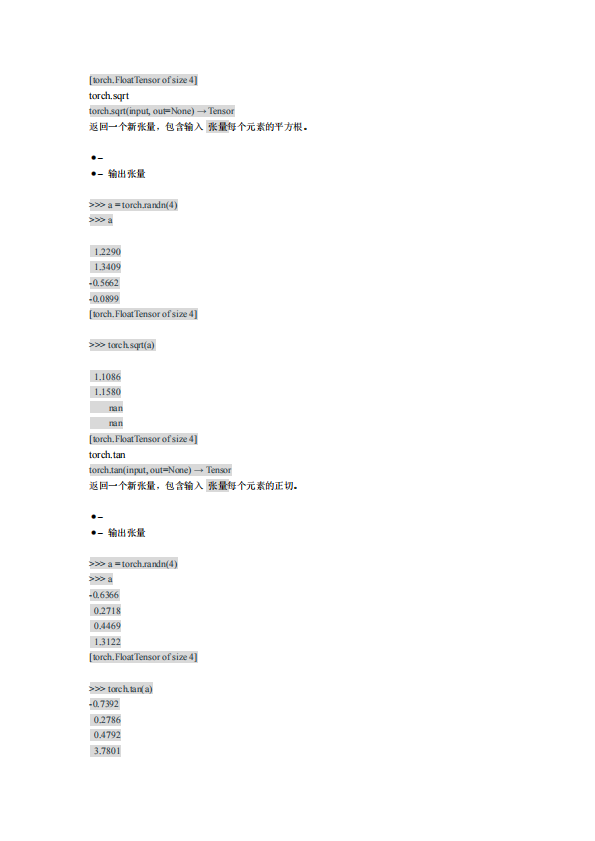 [torch.FloatTensor of size 4]
torch.sqrt
torch.sqrt(input, out=None) → Tensor
返回一个新张量，包含输入 张量每个元素的平方根。
● –
● – 输出张量
>>> a = torch.randn(4)
>>> a
1.2290
1.3409
-0.5662
-0.0899
[torch.FloatTensor of size 4]
>>> torch.sqrt(a)
1.1086
1.1580
nan
nan
[torch.FloatTensor of size 4]
torch.tan
torch.tan(input, out=None) → Tensor
返回一个新张量，包含输入 张量每个元素的正切。
● –
● – 输出张量
>>> a = torch.randn(4)
>>> a
-0.6366
0.2718
0.4469
1.3122
[torch.FloatTensor of size 4]
>>> torch.tan(a)
-0.7392
0.2786
0.4792
3.7801